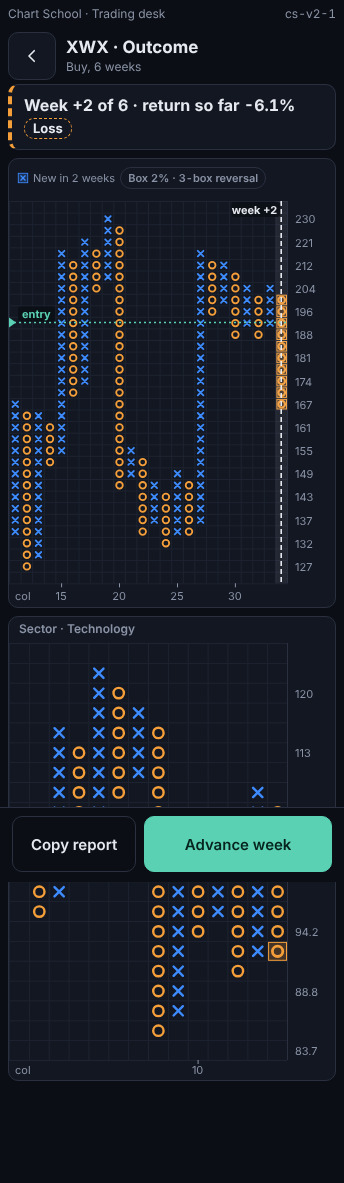 Chart School · Trading desk
cs-v2-1
XWX · Outcome
Buy, 6 weeks
Week +2 of 6 · return so far -6.1%
Loss
New in 2 weeks
Box 2% · 3-box reversal
week +2
230
221
212
204
entry
196
188
181
174
167
161
155
149
143
137
132
127
col
15
20
25
30
Sector · Technology
120
113
Copy report
Advance week
94.2
88.8
83.7
col
10